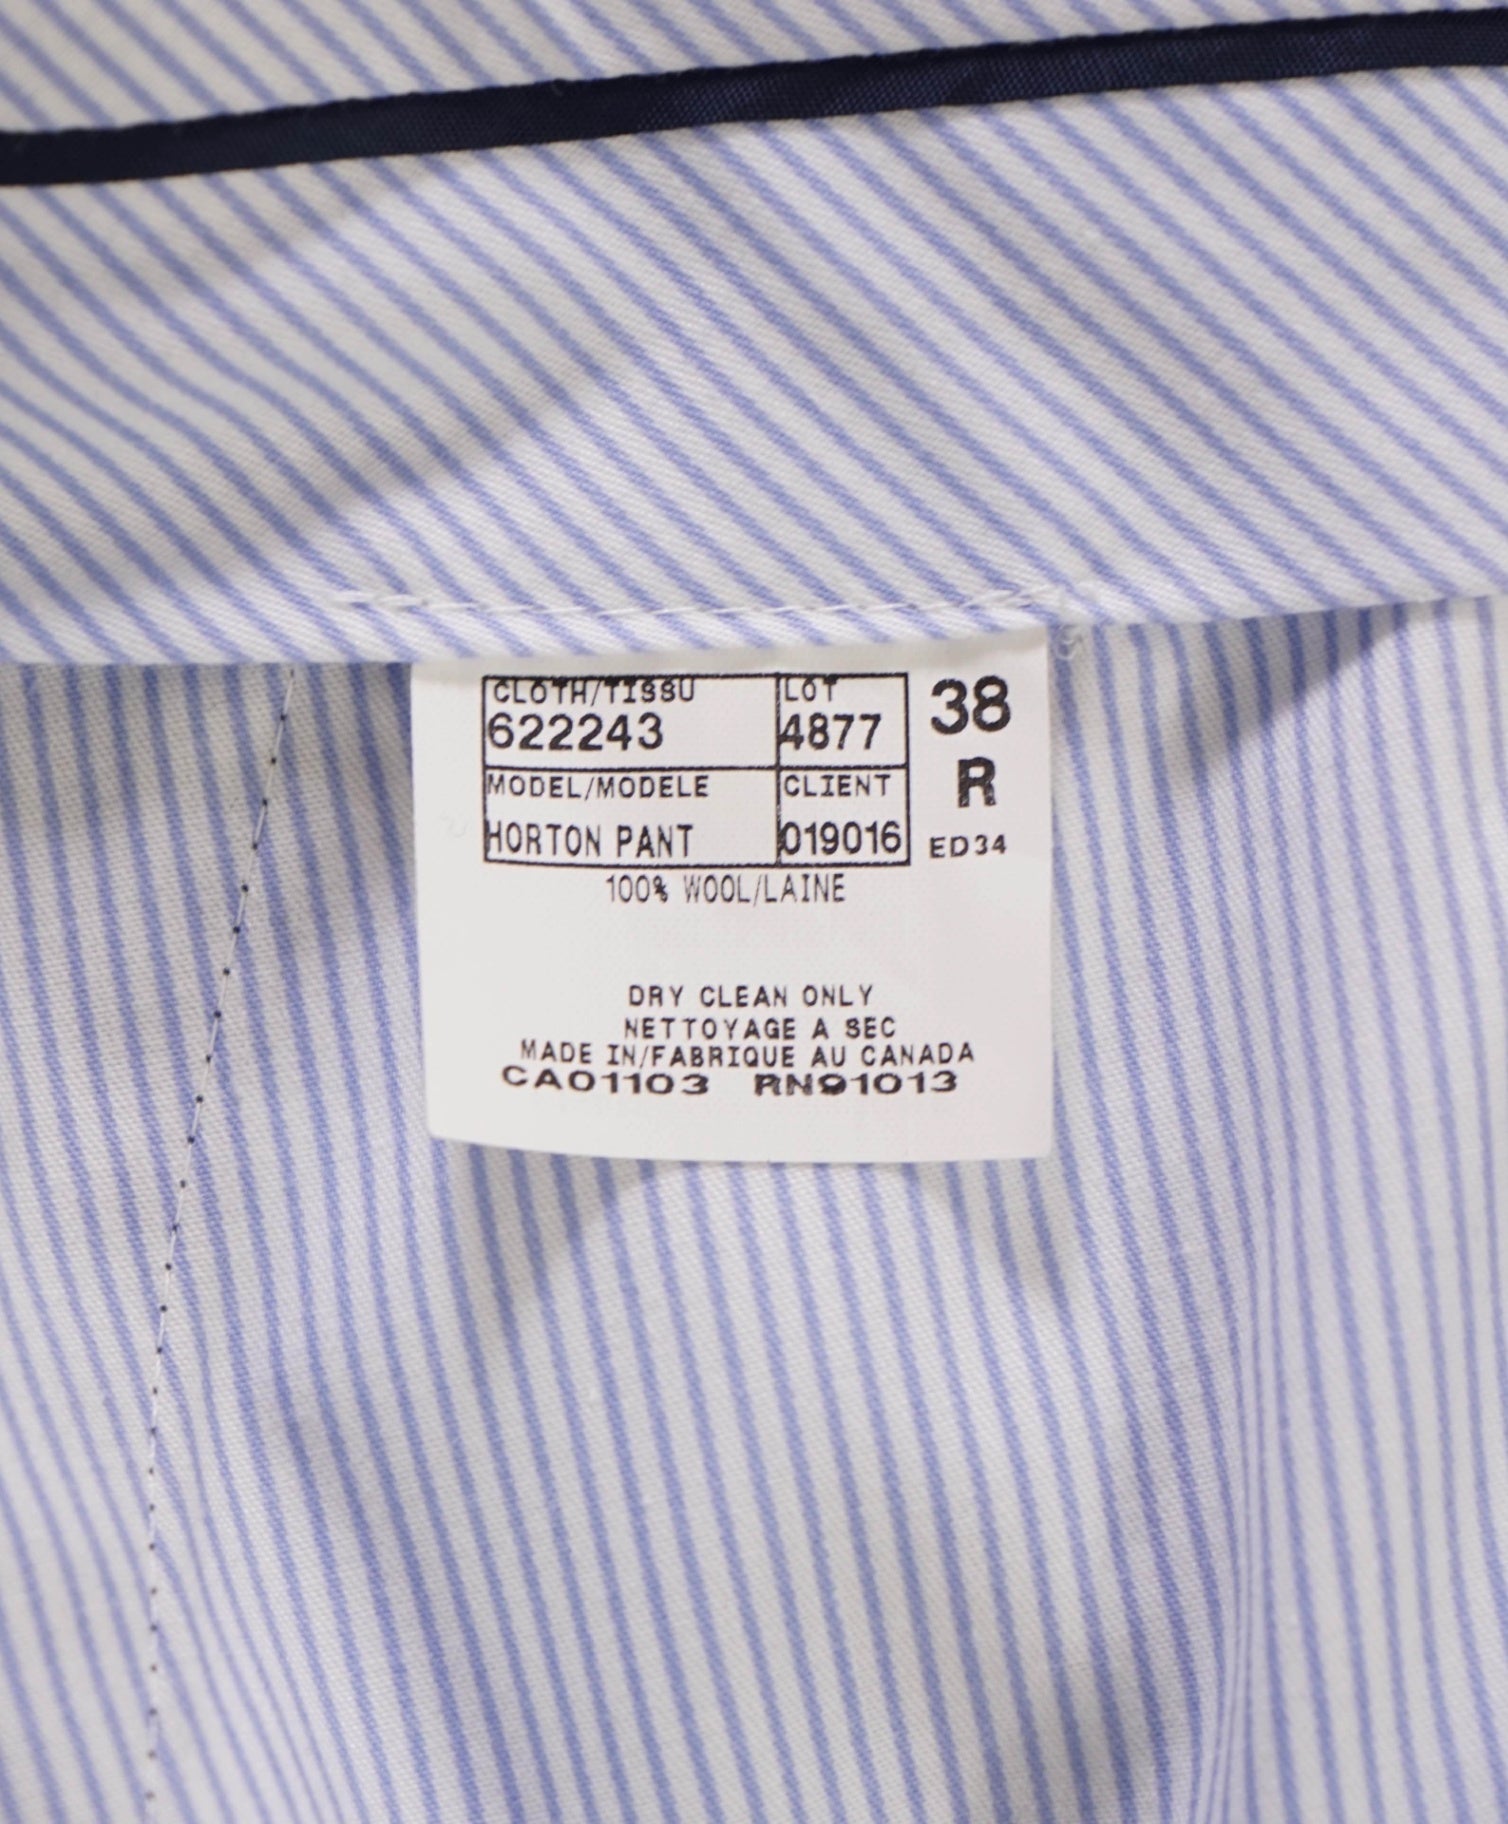 CLOTH/TISSU LOT 38
622243 4877
MODEL/MODELE CLIENT R
HORTON PANT 019016 ED34
100% WOOL/LAINE
DRY CLEAN ONLY
NETTOYAGE A SEC
MADE IN/FABRIQUE AU CANADA
CA01103 RN91013